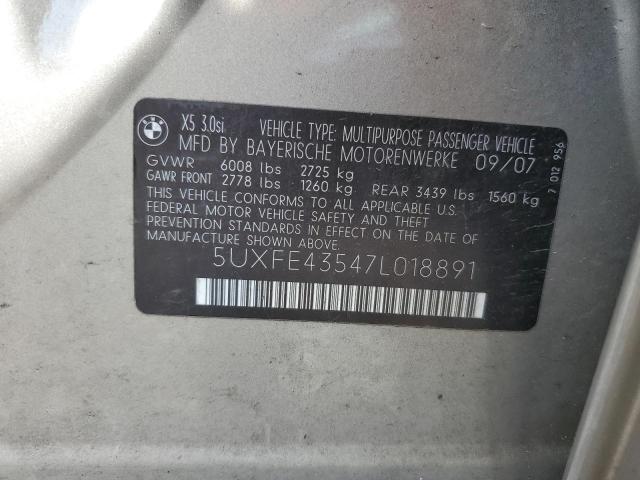 BMW
X5 3.0si VEHICLE TYPE: MULTIPURPOSE PASSENGER VEHICLE
MFD BY BAYERISCHE MOTORENWERKE 09/07
GVWR 6008 lbs 2725 kg
GAWR FRONT 2778 lbs 1260 kg REAR 3439 lbs 1560 kg
THIS VEHICLE CONFORMS TO ALL APPLICABLE U.S.
FEDERAL MOTOR VEHICLE SAFETY AND THEFT
PREVENTION STANDARDS IN EFFECT ON THE DATE OF
MANUFACTURE SHOWN ABOVE.
5UXFE43547L018891
7 012 956